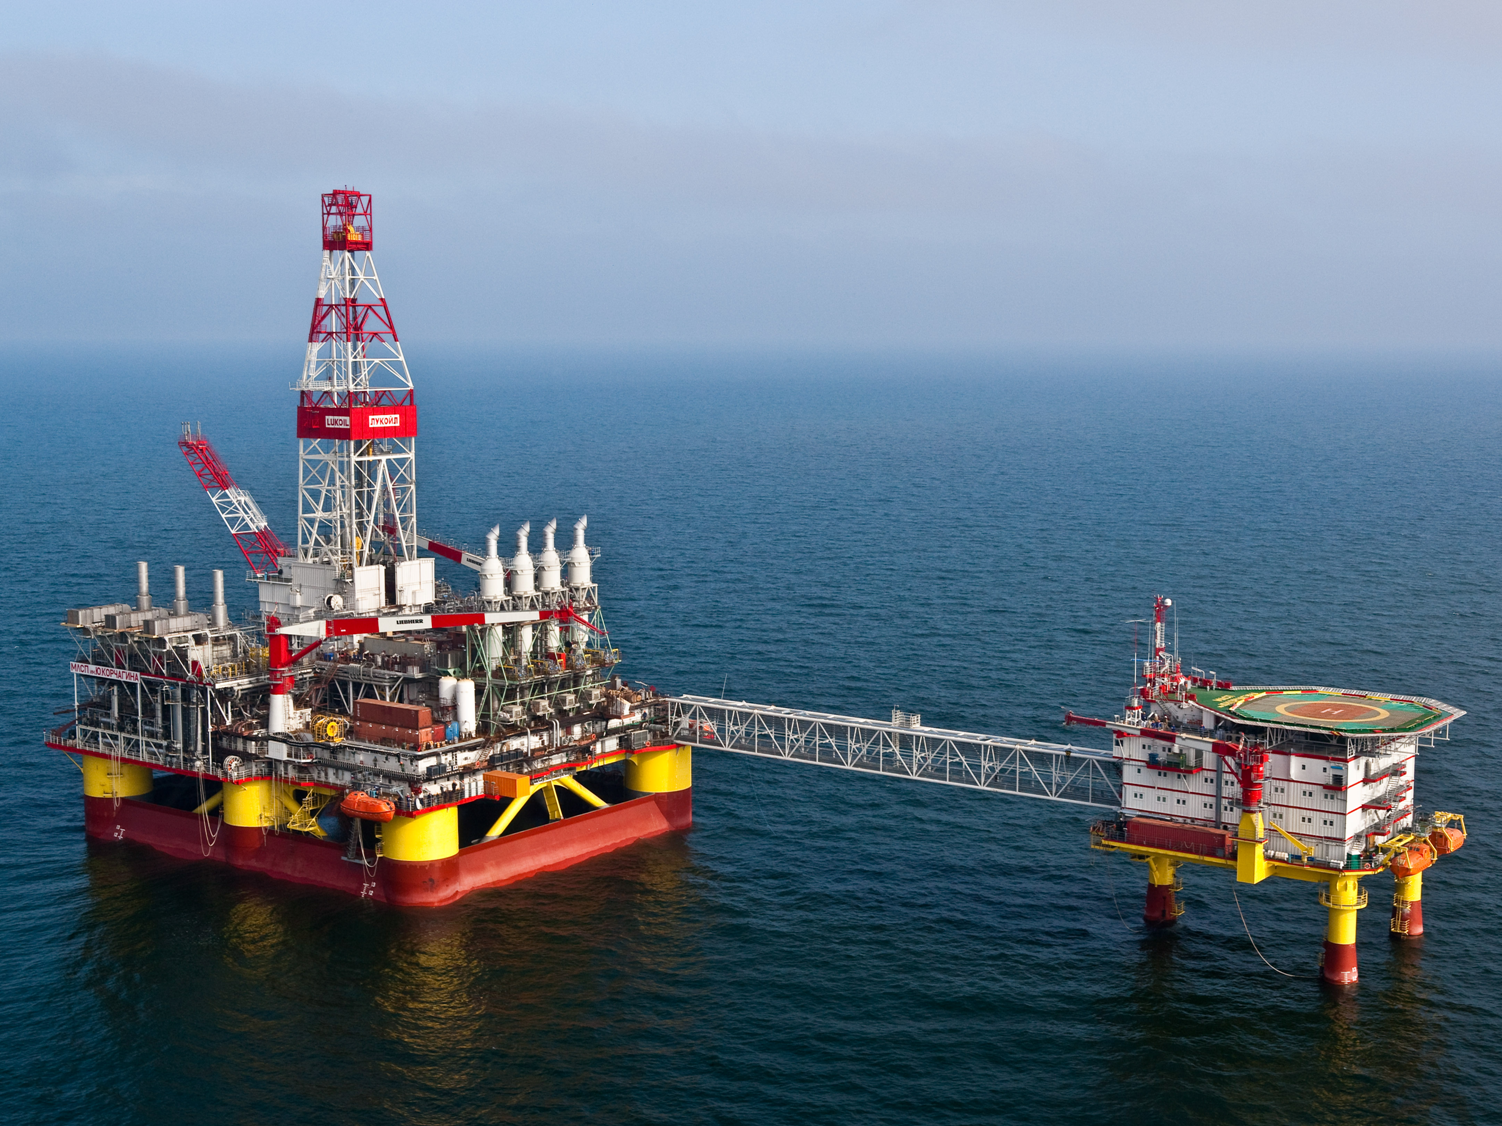 LUKOIL
ЛУКОЙЛ
LIEBHERR
МЛСП им. Ю.КОРЧАГИНА
H